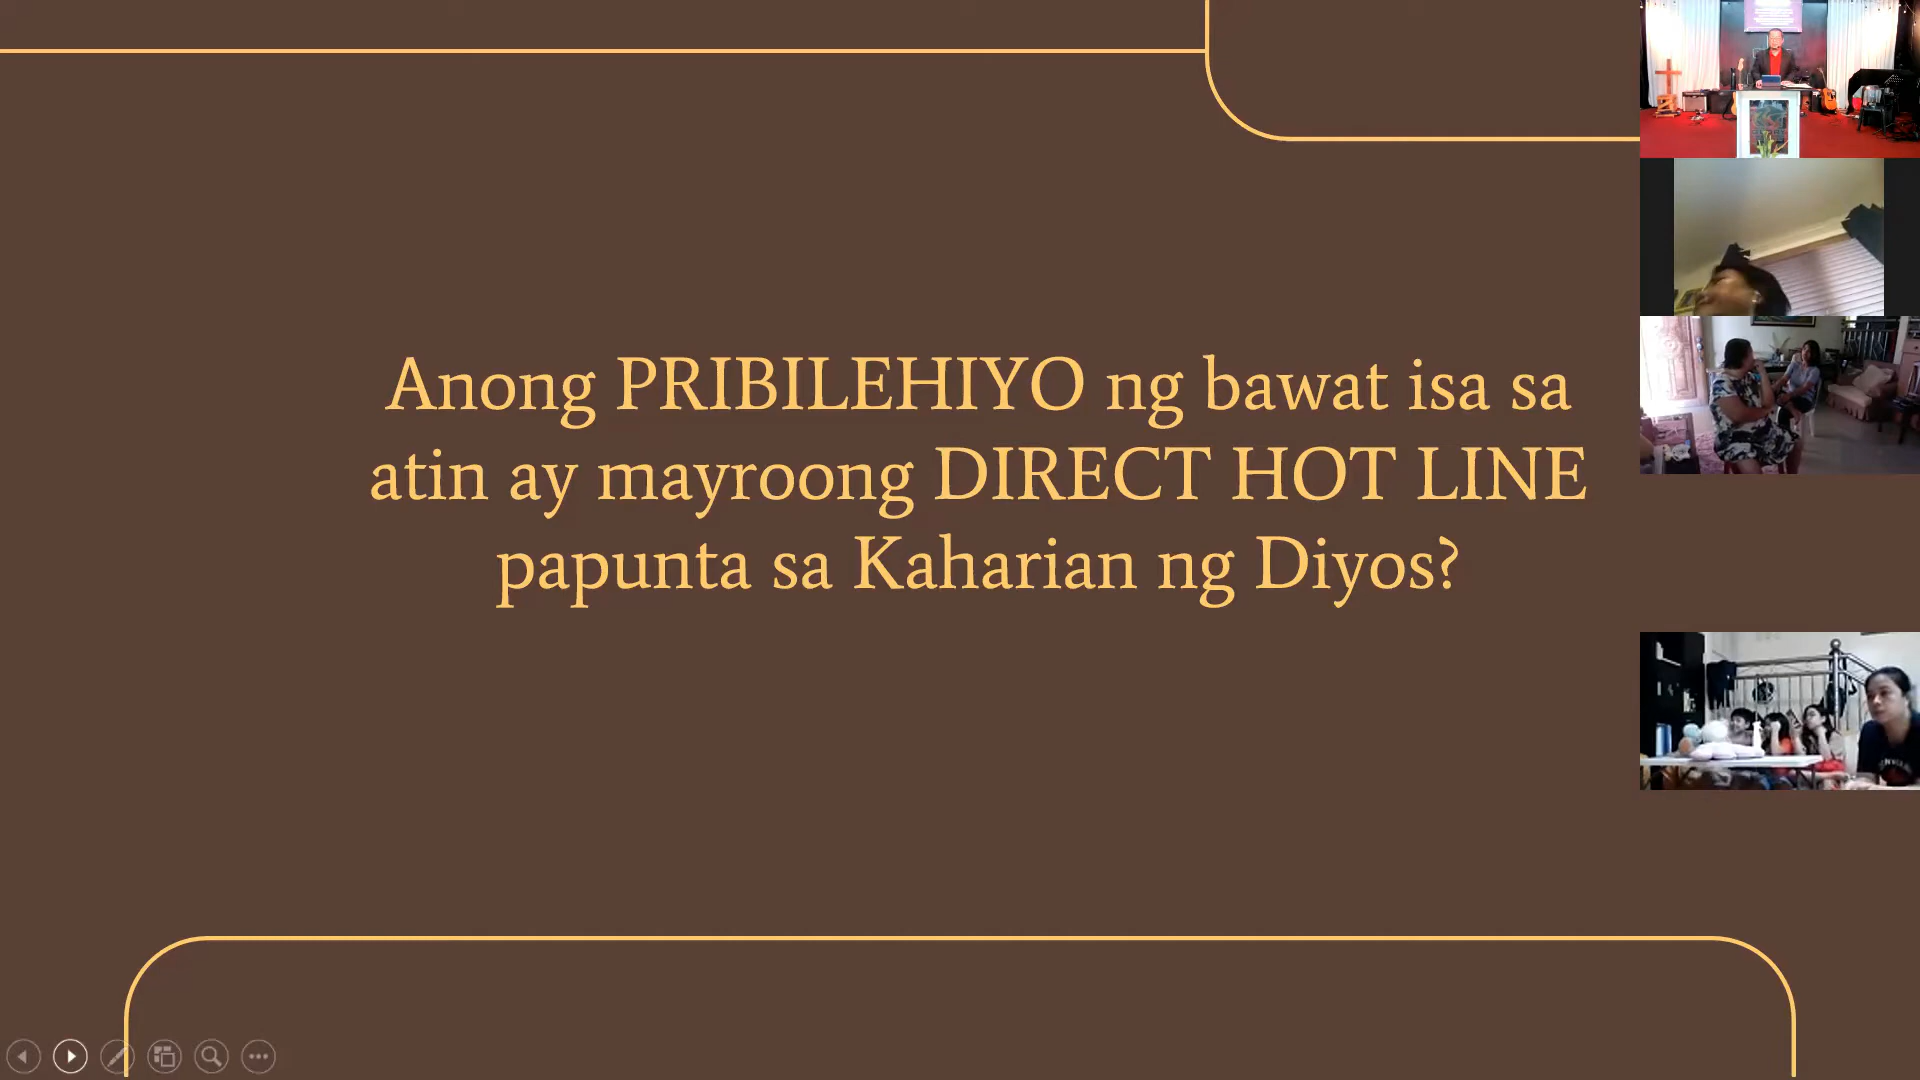 Anong PRIBILEHIYO ng bawat isa sa
atin ay mayroong DIRECT HOT LINE
papunta sa Kaharian ng Diyos?